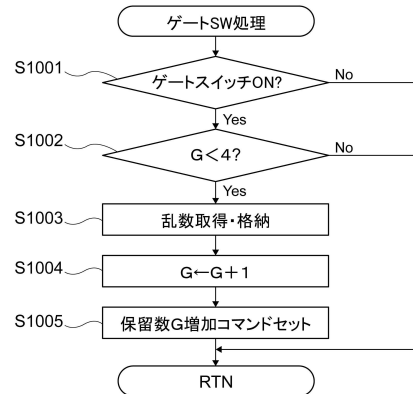 ゲートSW処理
S1001
ゲートスイッチON?
No
Yes
S1002
G<4?
No
Yes
S1003
乱数取得・格納
S1004
G←G+1
S1005
保留数G増加コマンドセット
RTN